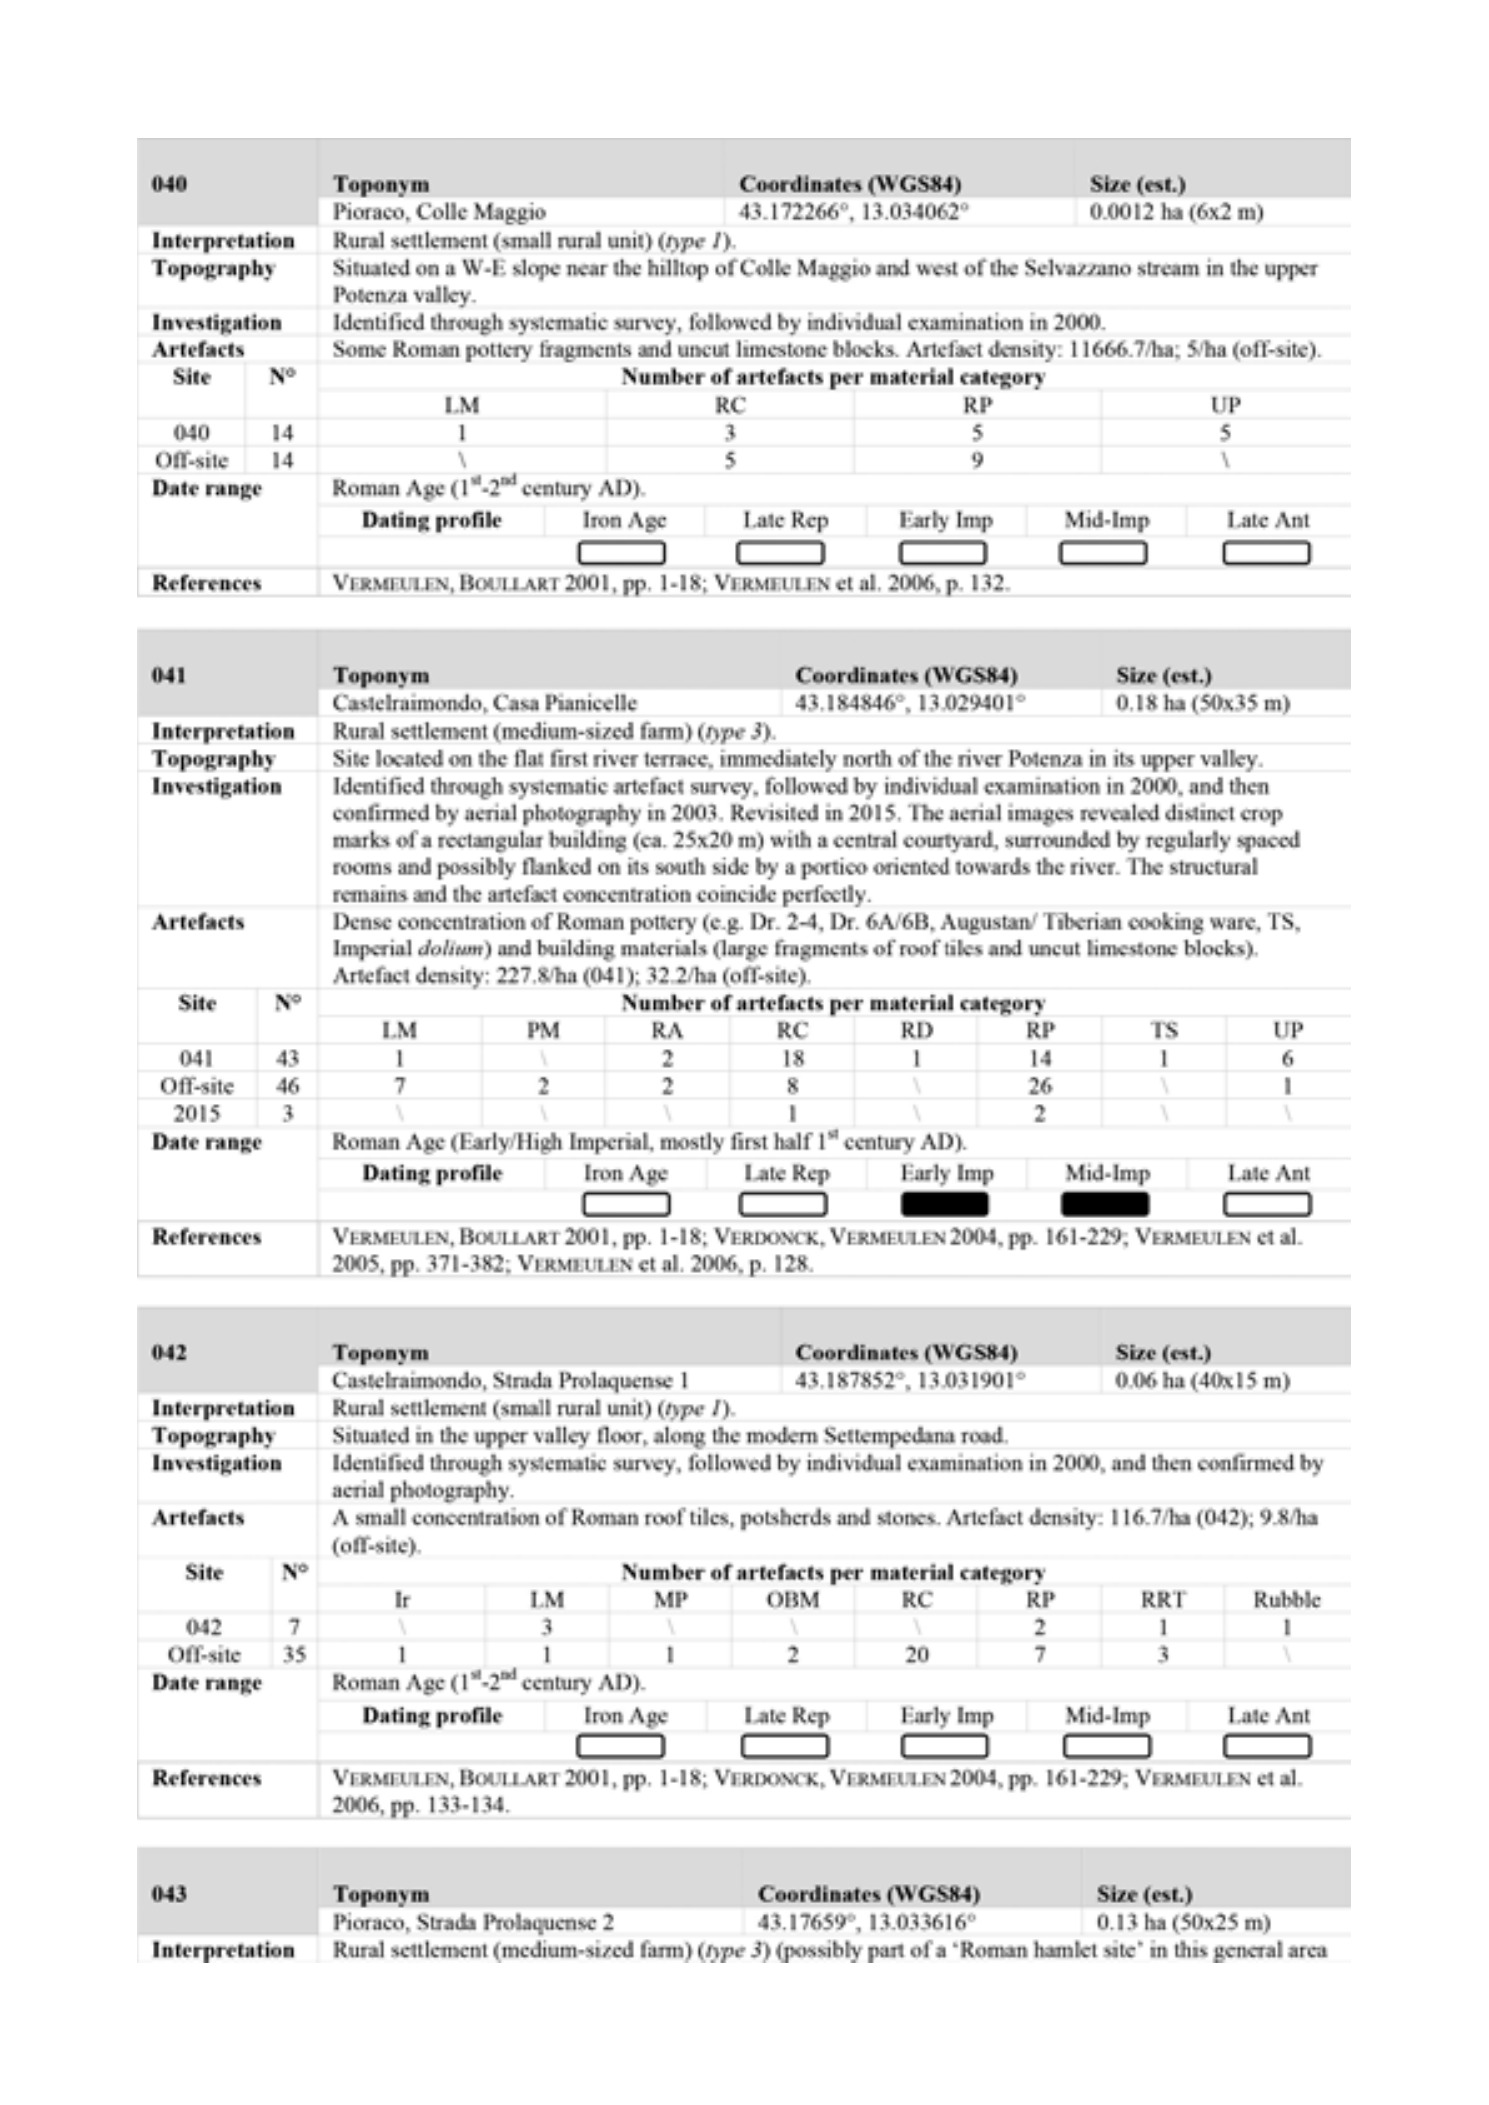 040 Toponym Coordinates (WGS84) Size (est.)
Pioraco, Colle Maggio 43.172266°, 13.034062° 0.0012 ha (6x2 m)
Interpretation Rural settlement (small rural unit) (type 1).
Topography Situated on a W-E slope near the hilltop of Colle Maggio and west of the Selvazzano stream in the upper
Potenza valley.
Investigation Identified through systematic survey, followed by individual examination in 2000.
Artefacts Some Roman pottery fragments and uncut limestone blocks. Artefact density: 11666.7/ha; 5/ha (off-site).
Site N° Number of artefacts per material category
LM RC RP UP
040 14 1 3 5 5
Off-site 14 \ 5 9 \
Date range Roman Age (1st-2nd century AD).
Dating profile Iron Age Late Rep Early Imp Mid-Imp Late Ant
References VERMEULEN, BOULLART 2001, pp. 1-18; VERMEULEN et al. 2006, p. 132.
041 Toponym Coordinates (WGS84) Size (est.)
Castelraimondo, Casa Pianicelle 43.184846°, 13.029401° 0.18 ha (50x35 m)
Interpretation Rural settlement (medium-sized farm) (type 3).
Topography Site located on the flat first river terrace, immediately north of the river Potenza in its upper valley.
Investigation Identified through systematic artefact survey, followed by individual examination in 2000, and then
confirmed by aerial photography in 2003. Revisited in 2015. The aerial images revealed distinct crop
marks of a rectangular building (ca. 25x20 m) with a central courtyard, surrounded by regularly spaced
rooms and possibly flanked on its south side by a portico oriented towards the river. The structural
remains and the artefact concentration coincide perfectly.
Artefacts Dense concentration of Roman pottery (e.g. Dr. 2-4, Dr. 6A/6B, Augustan/ Tiberian cooking ware, TS,
Imperial dolium) and building materials (large fragments of roof tiles and uncut limestone blocks).
Artefact density: 227.8/ha (041); 32.2/ha (off-site).
Site N° Number of artefacts per material category
LM PM RA RC RD RP TS UP
041 43 1 \ 2 18 1 14 1 6
Off-site 46 7 2 2 8 \ 26 \ 1
2015 3 \ \ \ 1 \ 2 \ \
Date range Roman Age (Early/High Imperial, mostly first half 1st century AD).
Dating profile Iron Age Late Rep Early Imp Mid-Imp Late Ant
References VERMEULEN, BOULLART 2001, pp. 1-18; VERDONCK, VERMEULEN 2004, pp. 161-229; VERMEULEN et al.
2005, pp. 371-382; VERMEULEN et al. 2006, p. 128.
042 Toponym Coordinates (WGS84) Size (est.)
Castelraimondo, Strada Prolaquense 1 43.187852°, 13.031901° 0.06 ha (40x15 m)
Interpretation Rural settlement (small rural unit) (type 1).
Topography Situated in the upper valley floor, along the modern Settempedana road.
Investigation Identified through systematic survey, followed by individual examination in 2000, and then confirmed by
aerial photography.
Artefacts A small concentration of Roman roof tiles, potsherds and stones. Artefact density: 116.7/ha (042); 9.8/ha
(off-site).
Site N° Number of artefacts per material category
Ir LM MP OBM RC RP RRT Rubble
042 7 \ 3 \ \ \ 2 1 1
Off-site 35 1 1 1 2 20 7 3 \
Date range Roman Age (1st-2nd century AD).
Dating profile Iron Age Late Rep Early Imp Mid-Imp Late Ant
References VERMEULEN, BOULLART 2001, pp. 1-18; VERDONCK, VERMEULEN 2004, pp. 161-229; VERMEULEN et al.
2006, pp. 133-134.
043 Toponym Coordinates (WGS84) Size (est.)
Pioraco, Strada Prolaquense 2 43.17659°, 13.033616° 0.13 ha (50x25 m)
Interpretation Rural settlement (medium-sized farm) (type 3) (possibly part of a ‘Roman hamlet site’ in this general area